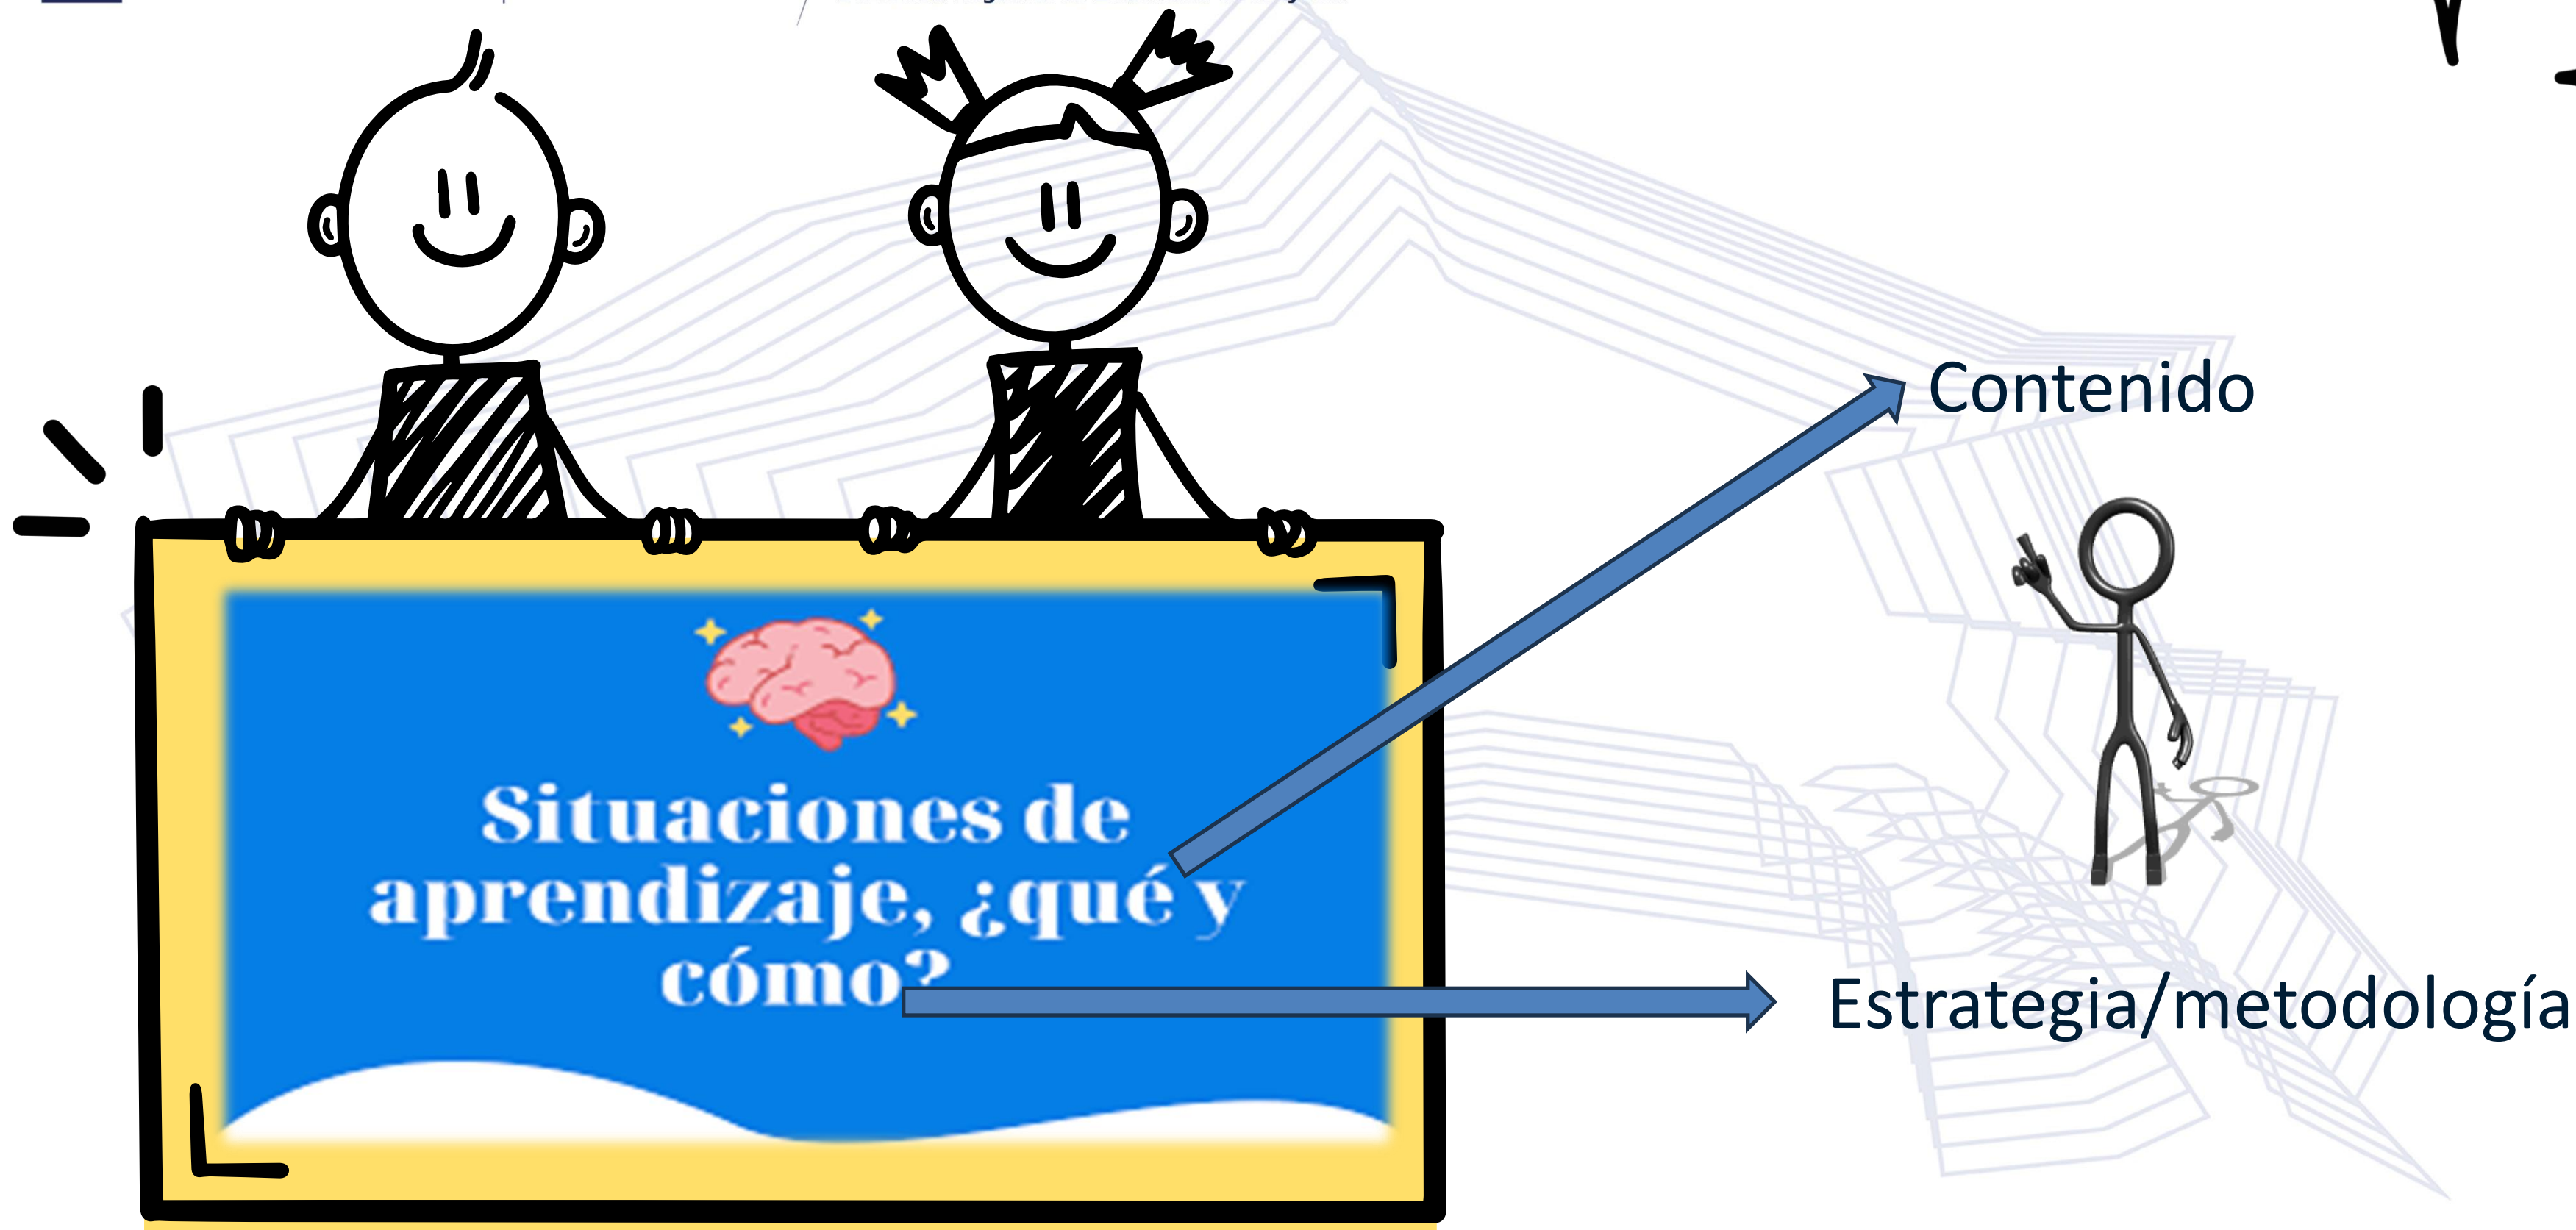 Situaciones de
aprendizaje, ¿qué y
cómo?
Contenido
Estrategia/metodología